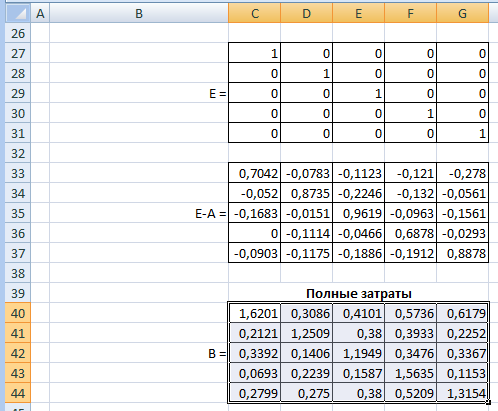 A B C D E F G
26
27 1 0 0 0 0
28 0 1 0 0 0
29 E = 0 0 1 0 0
30 0 0 0 1 0
31 0 0 0 0 1
32
33 0,7042 -0,0783 -0,1123 -0,121 -0,278
34 -0,052 0,8735 -0,2246 -0,132 -0,0561
35 E-A = -0,1683 -0,0151 0,9619 -0,0963 -0,1561
36 0 -0,1114 -0,0466 0,6878 -0,0293
37 -0,0903 -0,1175 -0,1886 -0,1912 0,8878
38
39 Полные затраты
40 1,6201 0,3086 0,4101 0,5736 0,6179
41 0,2121 1,2509 0,38 0,3933 0,2252
42 B = 0,3392 0,1406 1,1949 0,3476 0,3367
43 0,0693 0,2239 0,1587 1,5635 0,1153
44 0,2799 0,275 0,38 0,5209 1,3154